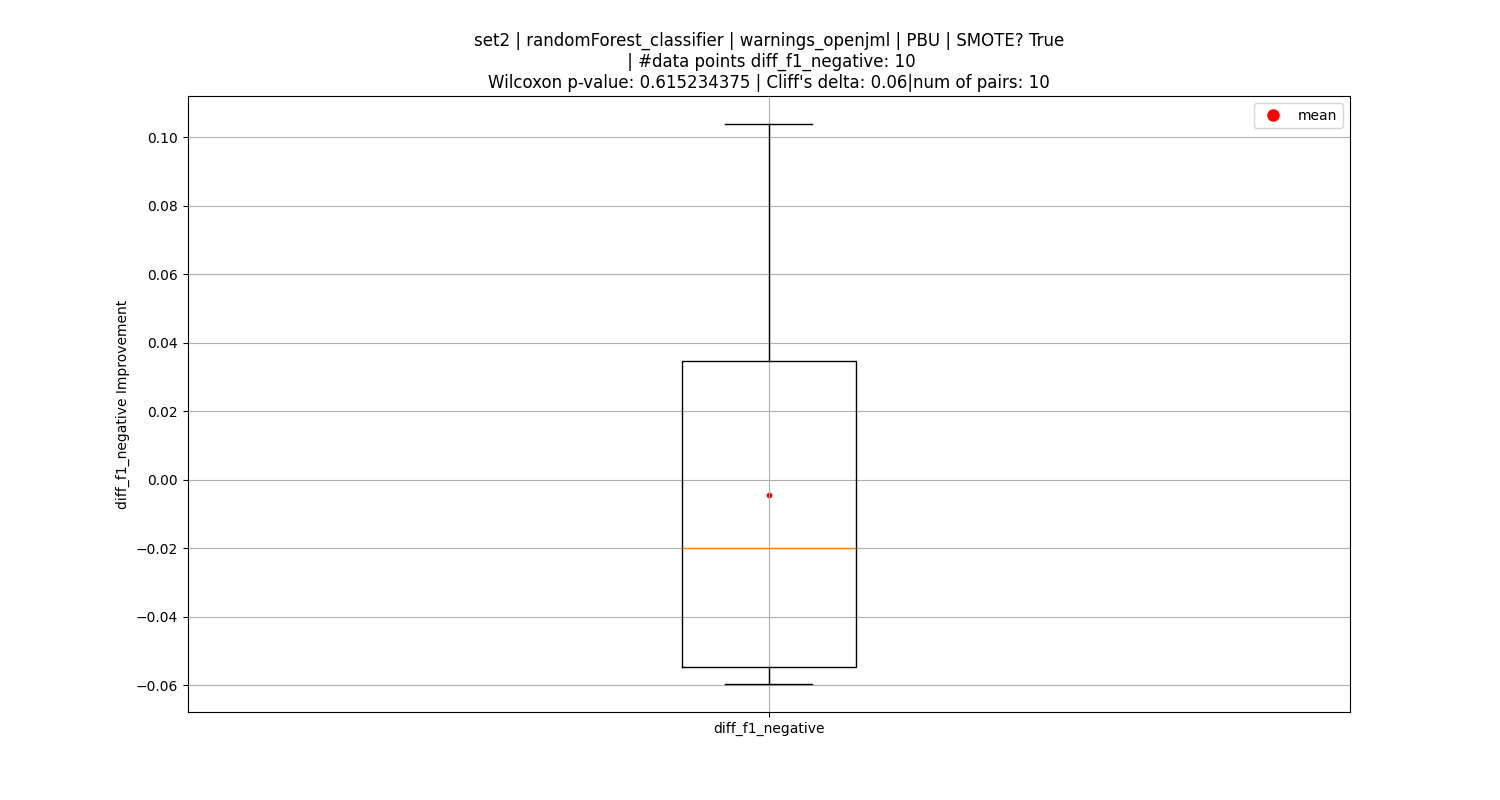 set2 | randomForest_classifier | warnings_openjml | PBU | SMOTE? True
| #data points diff_f1_negative: 10
Wilcoxon p-value: 0.615234375 | Cliff's delta: 0.06|num of pairs: 10
mean
0.10
0.08
0.06
0.04
0.02
0.00
−0.02
−0.04
−0.06
diff_f1_negative Improvement
diff_f1_negative